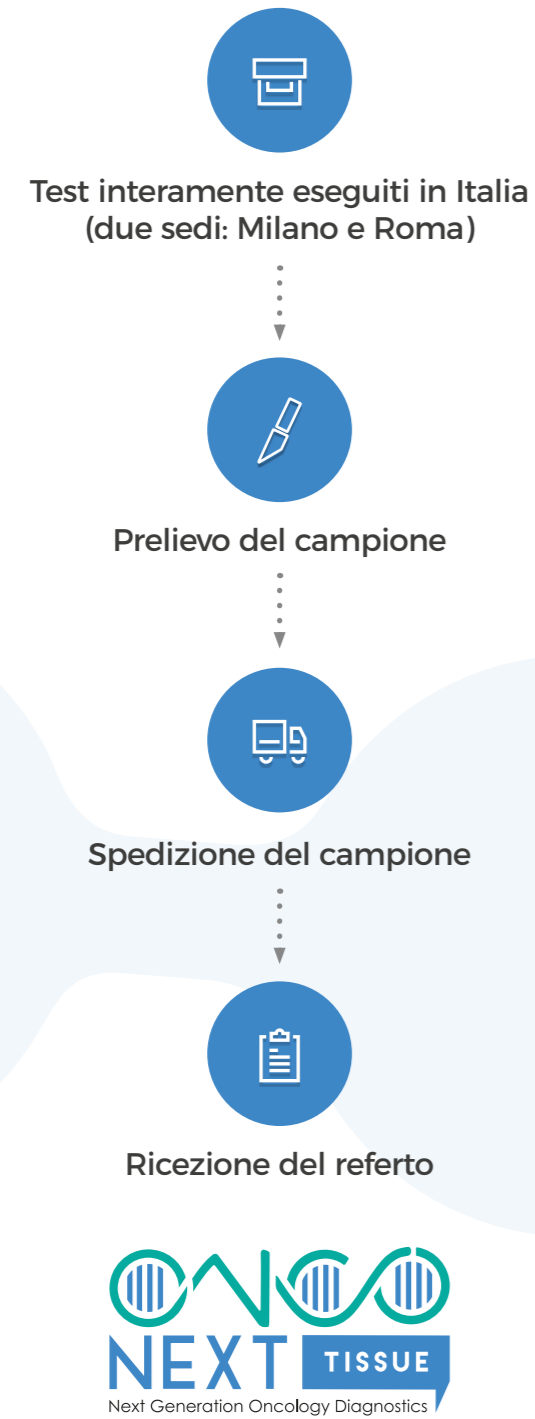 Test interamente eseguiti in Italia
(due sedi: Milano e Roma)
Prelievo del campione
Spedizione del campione
Ricezione del referto
ONCO
NEXT TISSUE
Next Generation Oncology Diagnostics